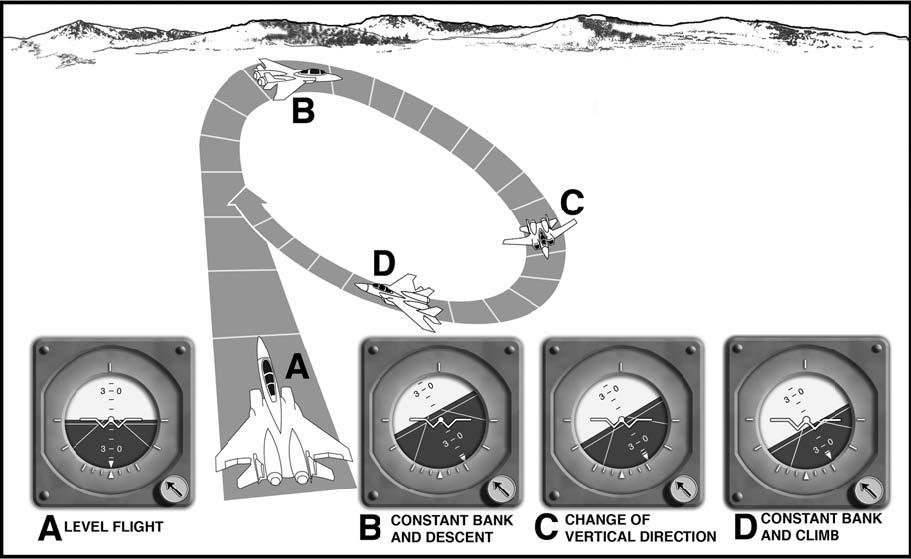 B
C
D
A
3 – 0
3 – 0
3 – 0
3 – 0
3 – 0
3 – 0
3 – 0
3 – 0
A LEVEL FLIGHT
B CONSTANT BANK
AND DESCENT
C CHANGE OF
VERTICAL DIRECTION
D CONSTANT BANK
AND CLIMB